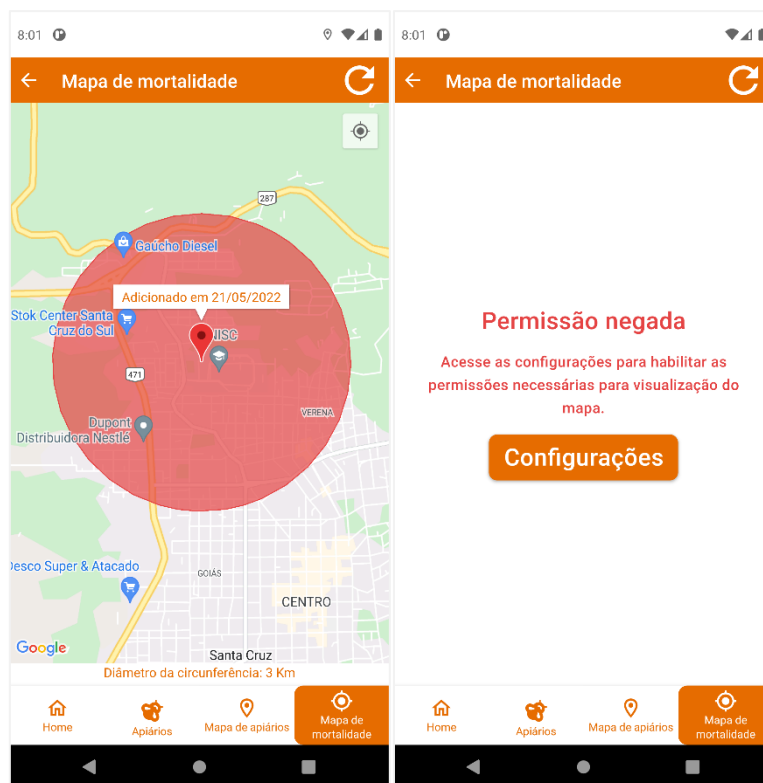 8:01
Mapa de mortalidade
287
Gaúcho Diesel
Adicionado em 21/05/2022
Stok Center Santa
Cruz do Sul
NISC
471
VERENA
Dupont
Distribuidora Nestlé
Desco Super & Atacado
GOIÁS
CENTRO
Santa Cruz
Google
Diâmetro da circunferência: 3 Km
Home
Apiários
Mapa de apiários
Mapa de
mortalidade
8:01
Mapa de mortalidade
Permissão negada
Acesse as configurações para habilitar as
permissões necessárias para visualização do
mapa.
Configurações
Home
Apiários
Mapa de apiários
Mapa de
mortalidade